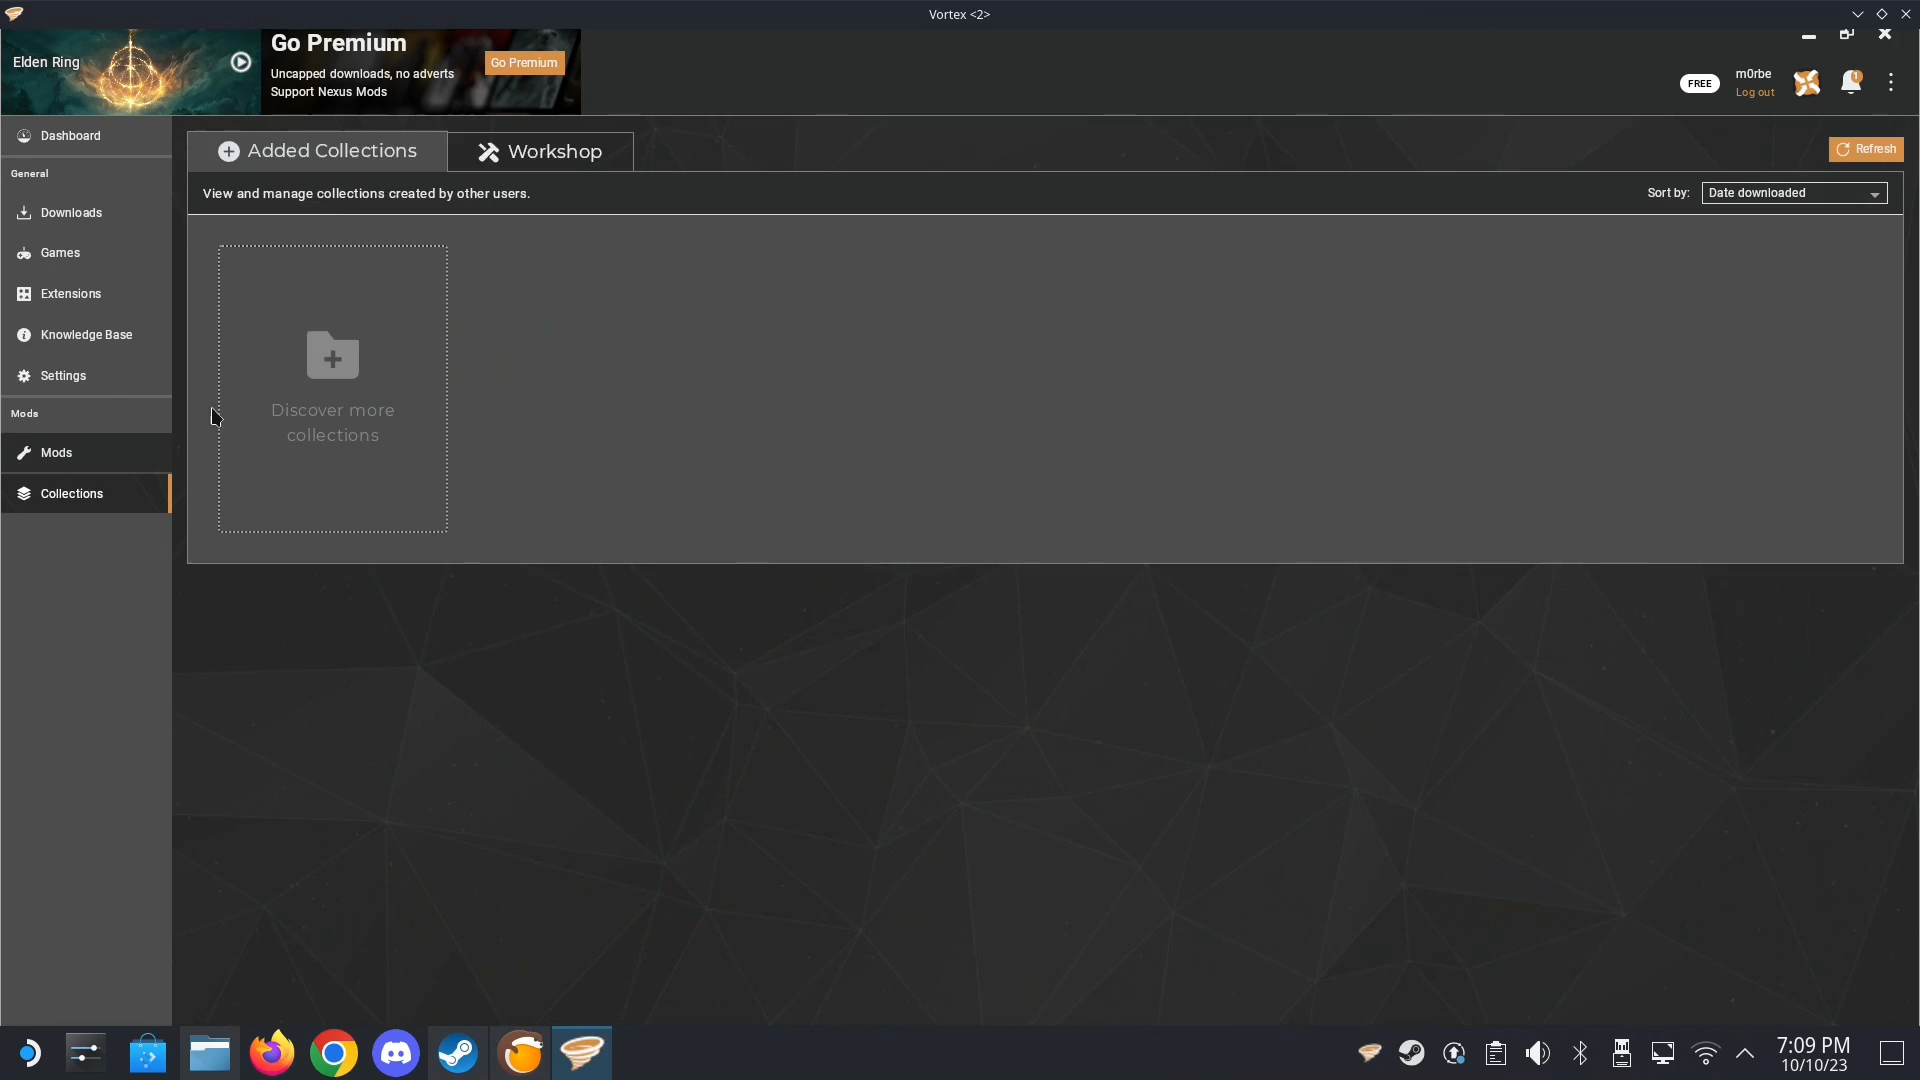 Vortex <2>
Elden Ring
Go Premium
Uncapped downloads, no adverts
Support Nexus Mods
Go Premium
FREE
m0rbe
Log out
1
Dashboard
General
Downloads
Games
Extensions
Knowledge Base
Settings
Mods
Mods
Collections
Added Collections
Workshop
Refresh
View and manage collections created by other users.
Sort by:
Date downloaded
Discover more
collections
7:09 PM
10/10/23